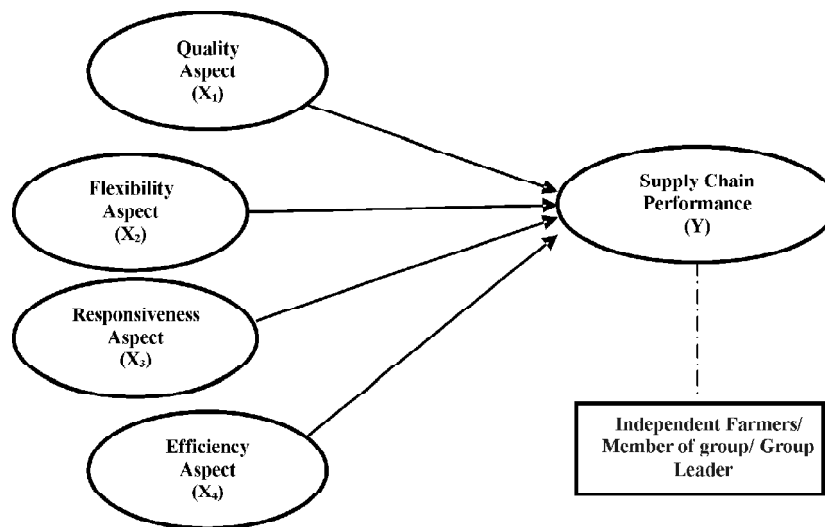 Quality
Aspect
(X₁)
Flexibility
Aspect
(X₂)
Responsiveness
Aspect
(X₃)
Efficiency
Aspect
(X₄)
Supply Chain
Performance
(Y)
Independent Farmers/
Member of group/ Group
Leader